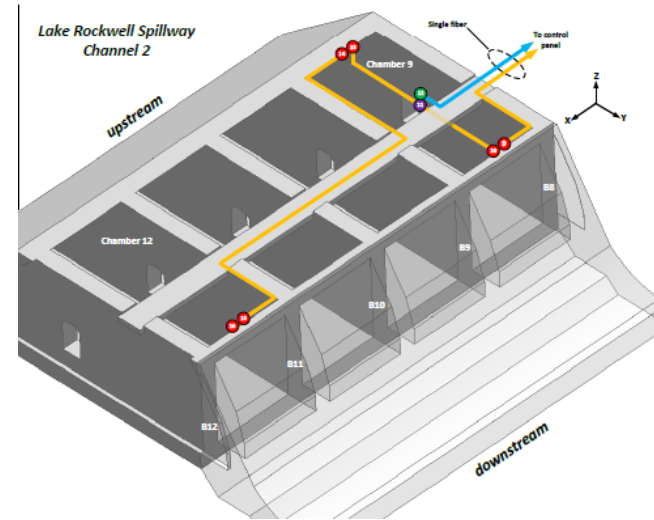 Lake Rockwell Spillway
Channel 2
Single fiber
To control
panel
upstream
Chamber 9
Z
X
Y
Chamber 12
B8
B9
B10
B11
B12
downstream